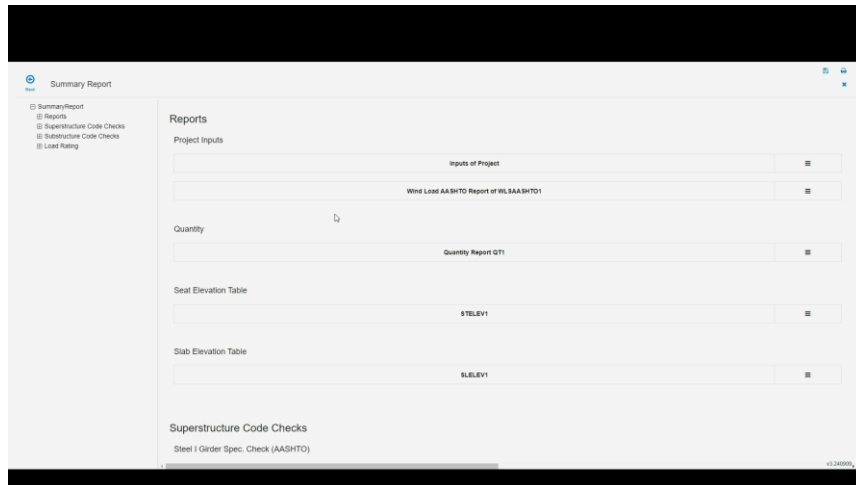 Summary Report
SummaryReport
Reports
Superstructure Code Checks
Substructure Code Checks
Load Rating
Reports
Project Inputs
Inputs of Project
Wind Load AASHTO Report of WLSAASHTO1
Quantity
Quantity Report QT1
Seat Elevation Table
STELEV1
Slab Elevation Table
SLELEV1
Superstructure Code Checks
Steel I Girder Spec. Check (AASHTO)